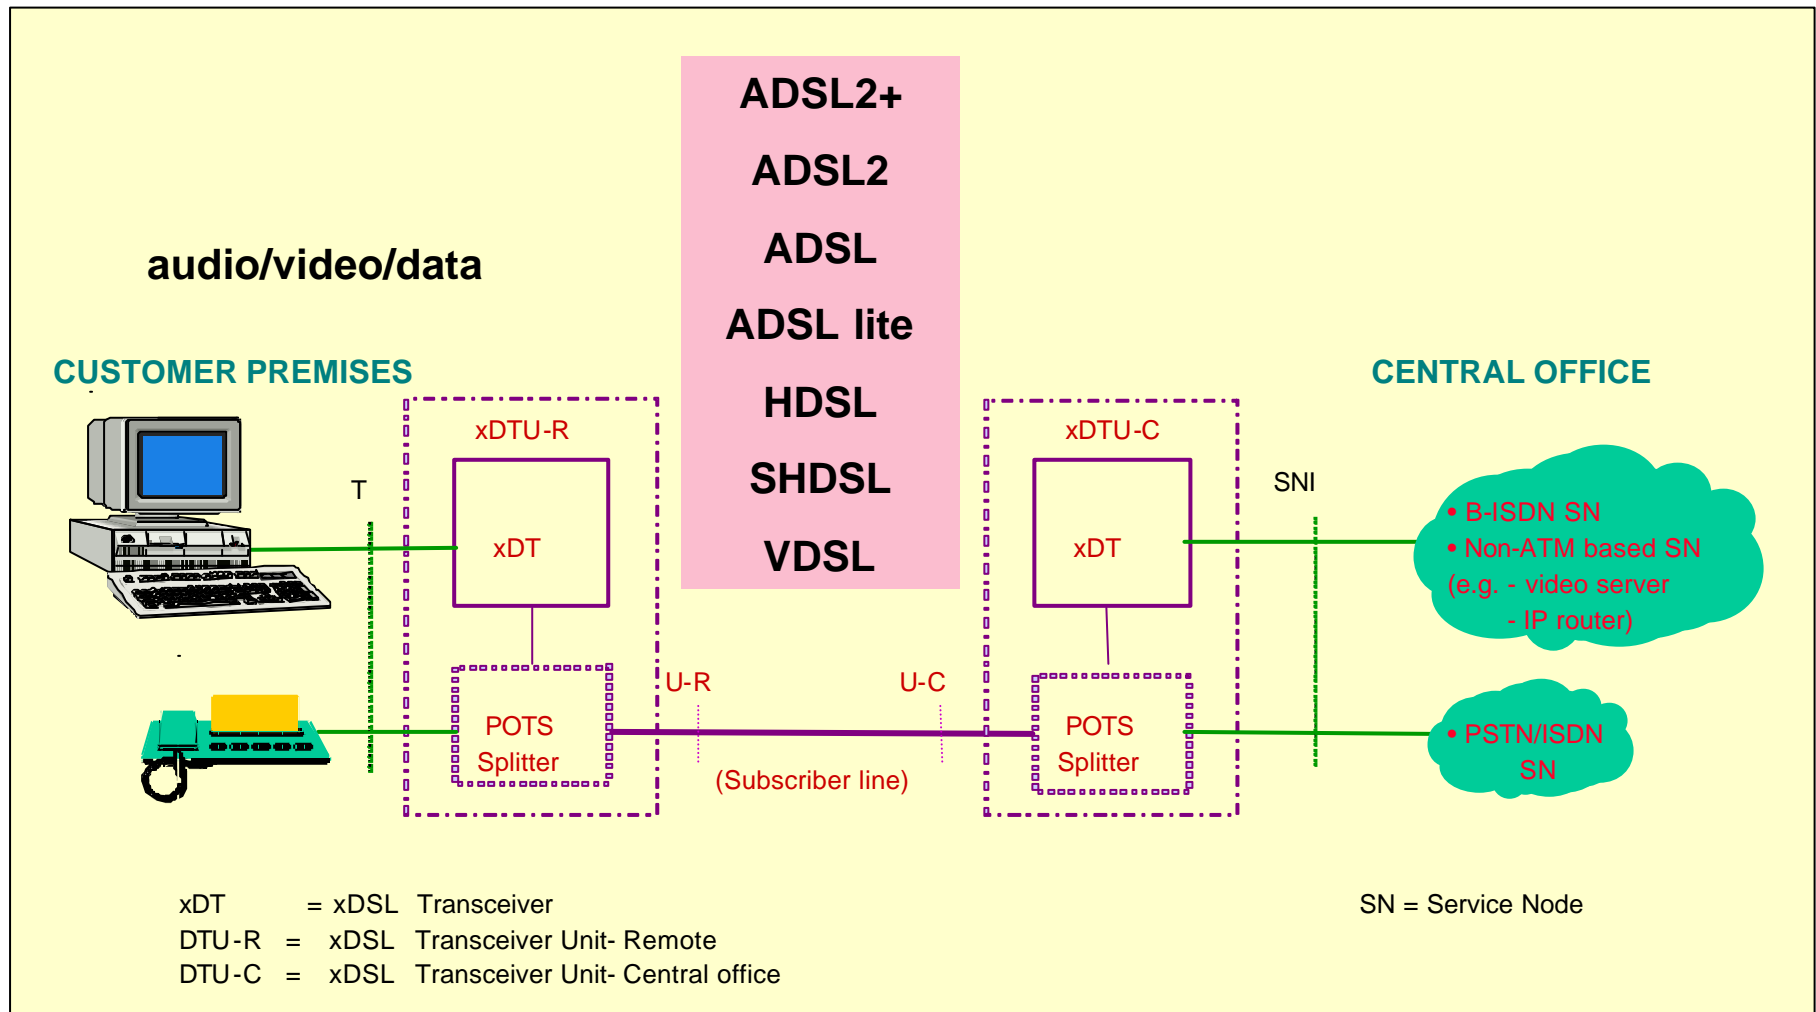 ADSL2+
ADSL2
ADSL
ADSL lite
HDSL
SHDSL
VDSL
audio/video/data
CUSTOMER PREMISES
CENTRAL OFFICE
xDTU-R
xDT
POTS
Splitter
T
U-R
U-C
(Subscriber line)
xDTU-C
xDT
POTS
Splitter
SNI
• B-ISDN SN
• Non-ATM based SN
(e.g. - video server
- IP router)
• PSTN/ISDN
SN
xDT = xDSL Transceiver
DTU-R = xDSL Transceiver Unit- Remote
DTU-C = xDSL Transceiver Unit- Central office
SN = Service Node